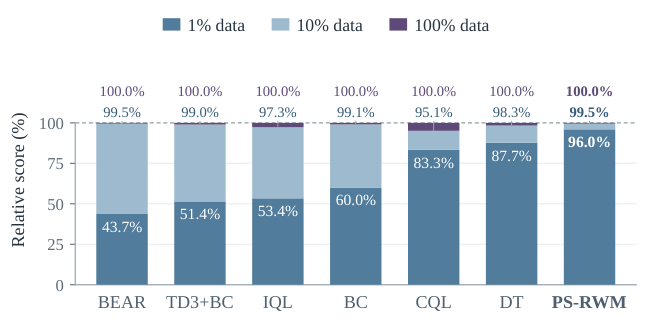 1% data 10% data 100% data
100.0% 100.0% 100.0% 100.0% 100.0% 100.0% 100.0%
99.5% 99.0% 97.3% 99.1% 95.1% 98.3% 99.5%
Relative score (%)
100
75
50
25
0
43.7% 51.4% 53.4% 60.0% 83.3% 87.7% 96.0%
BEAR TD3+BC IQL BC CQL DT PS-RWM